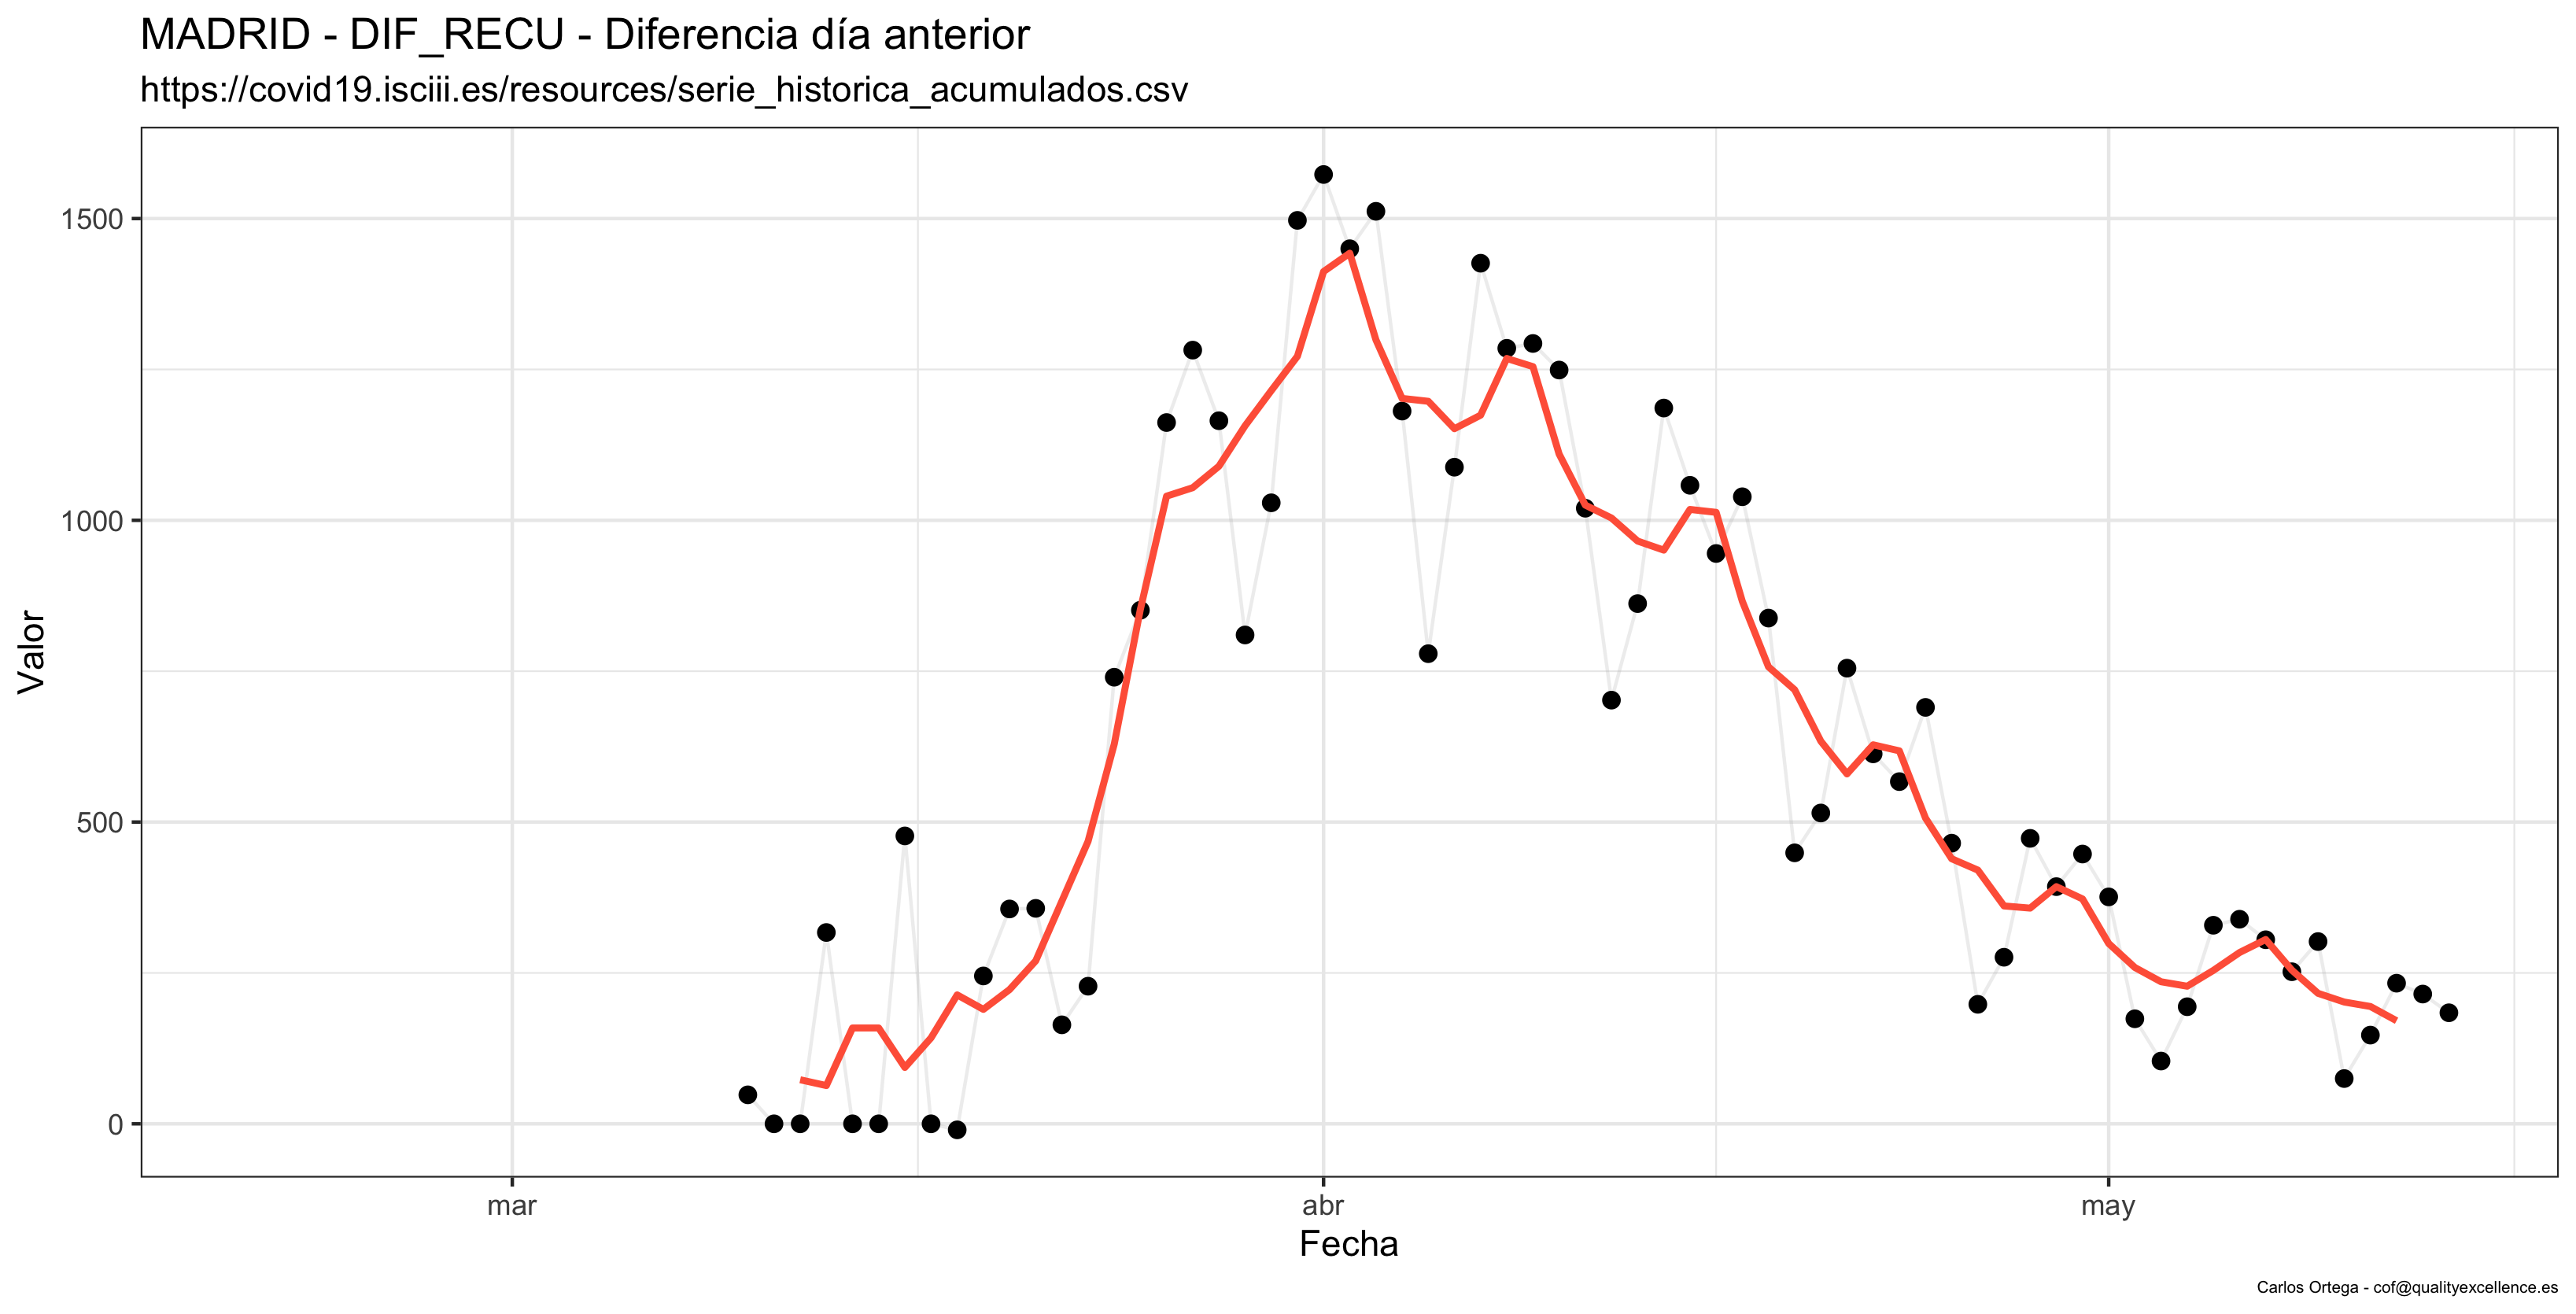 MADRID - DIF_RECU - Diferencia día anterior
https://covid19.isciii.es/resources/serie_historica_acumulados.csv
Valor
1500
1000
500
0
mar
abr
may
Fecha
Carlos Ortega - cof@qualityexcellence.es